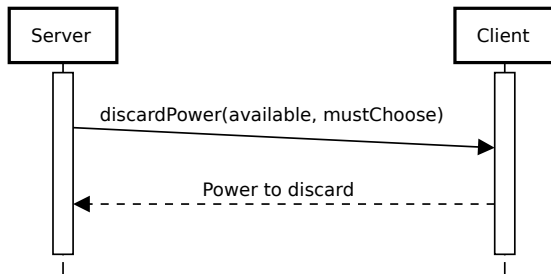 Server
Client
discardPower(available, mustChoose)
Power to discard